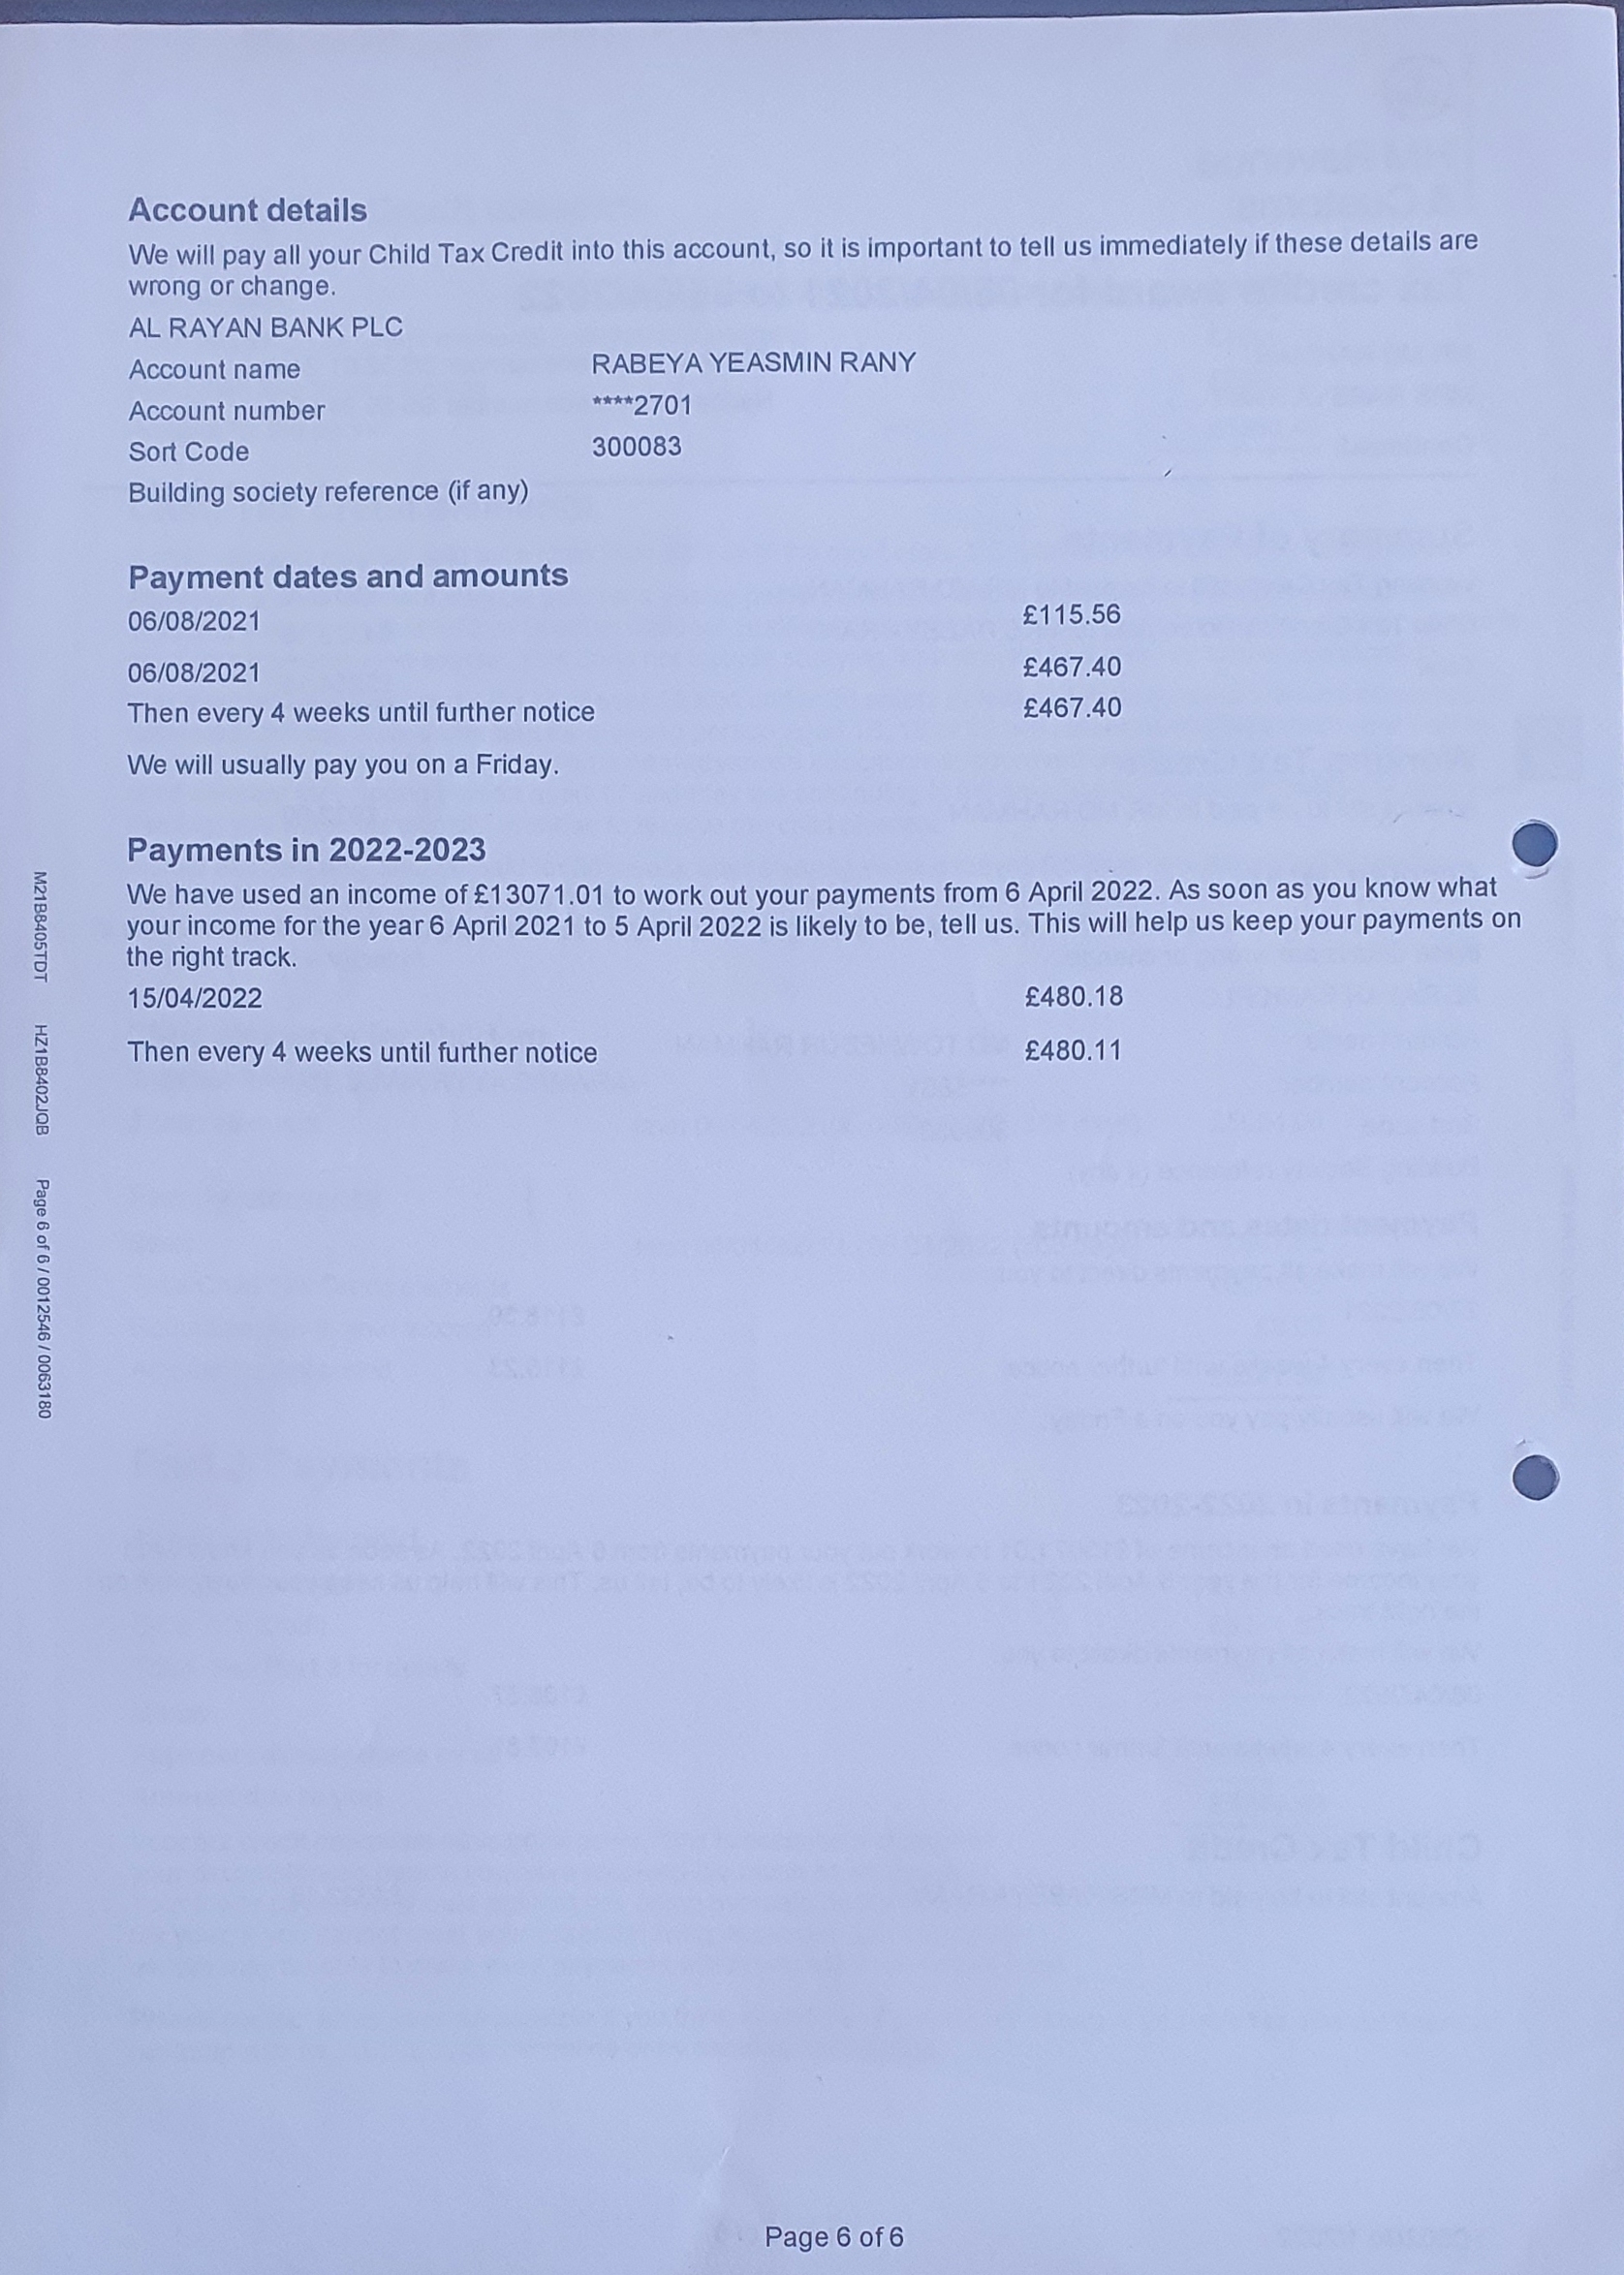 Account details
We will pay all your Child Tax Credit into this account, so it is important to tell us immediately if these details are
wrong or change.
AL RAYAN BANK PLC
Account name RABEYA YEASMIN RANY
Account number ****2701
Sort Code 300083
Building society reference (if any)
Payment dates and amounts
06/08/2021 £115.56
06/08/2021 £467.40
Then every 4 weeks until further notice £467.40
We will usually pay you on a Friday.
Payments in 2022-2023
We have used an income of £13071.01 to work out your payments from 6 April 2022. As soon as you know what
your income for the year 6 April 2021 to 5 April 2022 is likely to be, tell us. This will help us keep your payments on
the right track.
15/04/2022 £480.18
Then every 4 weeks until further notice £480.11
M21B8405TDT HZ1B8402JQB Page 6 of 6 / 0012546 / 0063180
Page 6 of 6